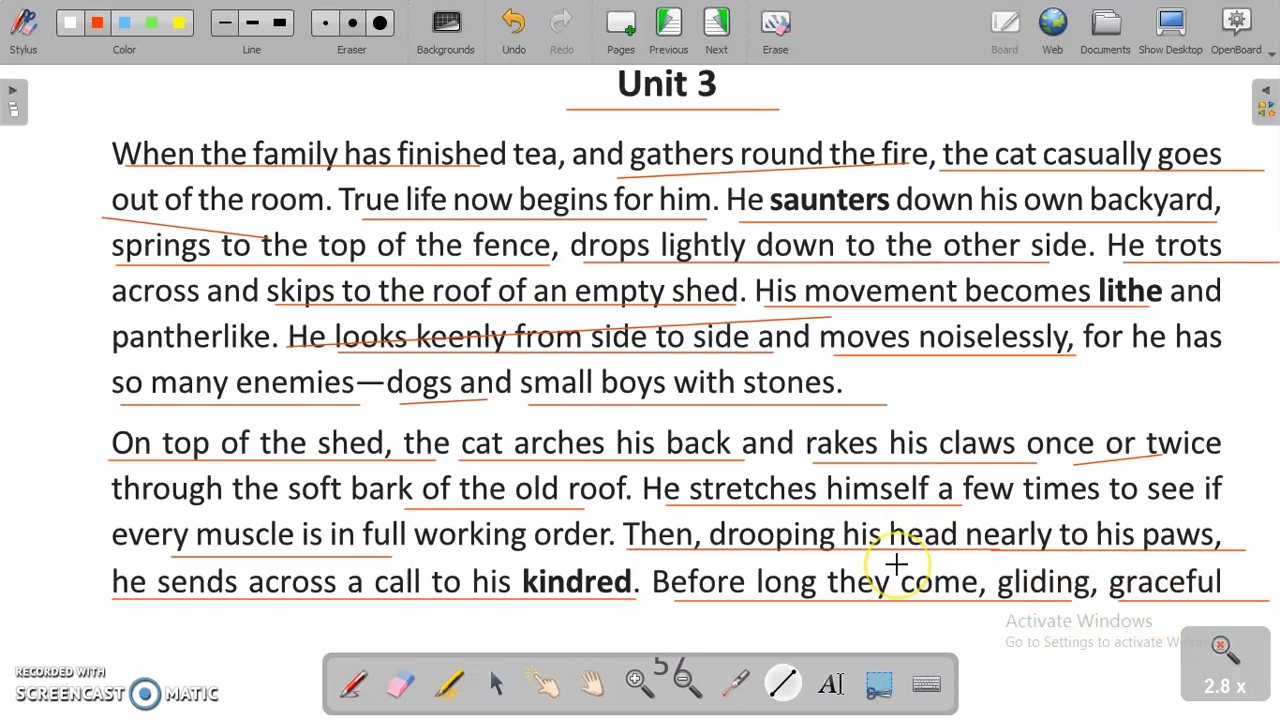 Stylus Color Line Eraser Backgrounds Undo Redo Pages Previous Next Erase Board Web Documents Show Desktop OpenBoard
Unit 3
When the family has finished tea, and gathers round the fire, the cat casually goes
out of the room. True life now begins for him. He saunters down his own backyard,
springs to the top of the fence, drops lightly down to the other side. He trots
across and skips to the roof of an empty shed. His movement becomes lithe and
pantherlike. He looks keenly from side to side and moves noiselessly, for he has
so many enemies—dogs and small boys with stones.
On top of the shed, the cat arches his back and rakes his claws once or twice
through the soft bark of the old roof. He stretches himself a few times to see if
every muscle is in full working order. Then, drooping his head nearly to his paws,
he sends across a call to his kindred. Before long they come, gliding, graceful
Activate Windows
Go to Settings to activate Windows.
RECORDED WITH
SCREENCAST MATIC
56
AI
2.8 x